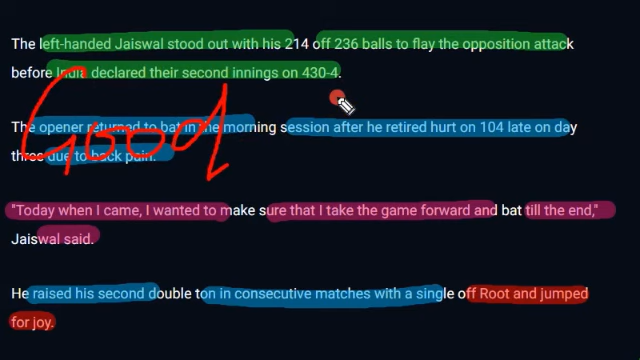 The left-handed Jaiswal stood out with his 214 off 236 balls to flay the opposition attack
before India declared their second innings on 430-4.
Good
The opener returned to bat in the morning session after he retired hurt on 104 late on day
three due to back pain.
"Today when I came, I wanted to make sure that I take the game forward and bat till the end,"
Jaiswal said.
He raised his second double ton in consecutive matches with a single off Root and jumped
for joy.